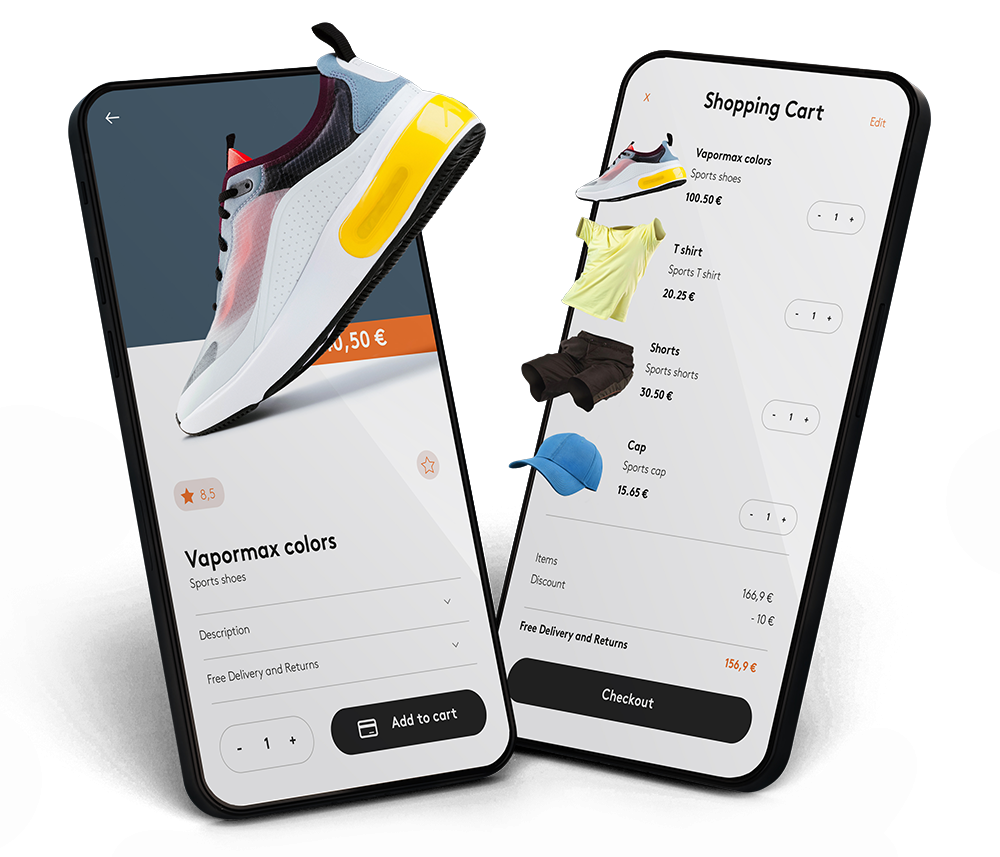 0,50 €
8,5
Vapormax colors
Sports shoes
Description
Free Delivery and Returns
- 1 +
Add to cart
X
Shopping Cart
Edit
Vapormax colors
Sports shoes
100.50 €
- 1 +
T shirt
Sports T shirt
20.25 €
- 1 +
Shorts
Sports shorts
30.50 €
- 1 +
Cap
Sports cap
15.65 €
- 1 +
Items
166,9 €
Discount
- 10 €
Free Delivery and Returns
156,9 €
Checkout